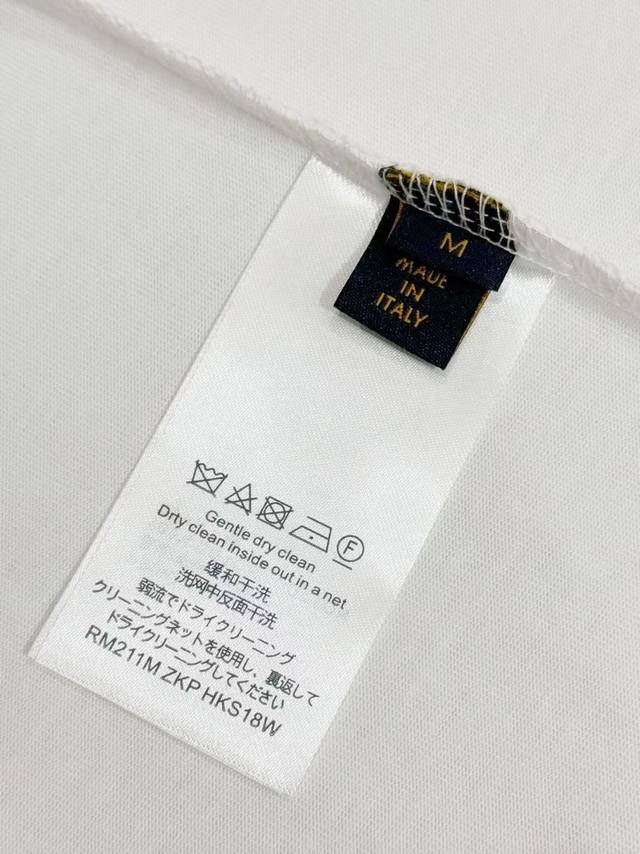 M
MADE
IN
ITALY
F
Gentle dry clean
Drty clean inside out in a net
缓和干洗
洗网中反面干洗
弱流でドライクリーニング
クリーニングネットを使用し、裏返して
ドライクリーニングしてください
RM211M ZKP HKS18W